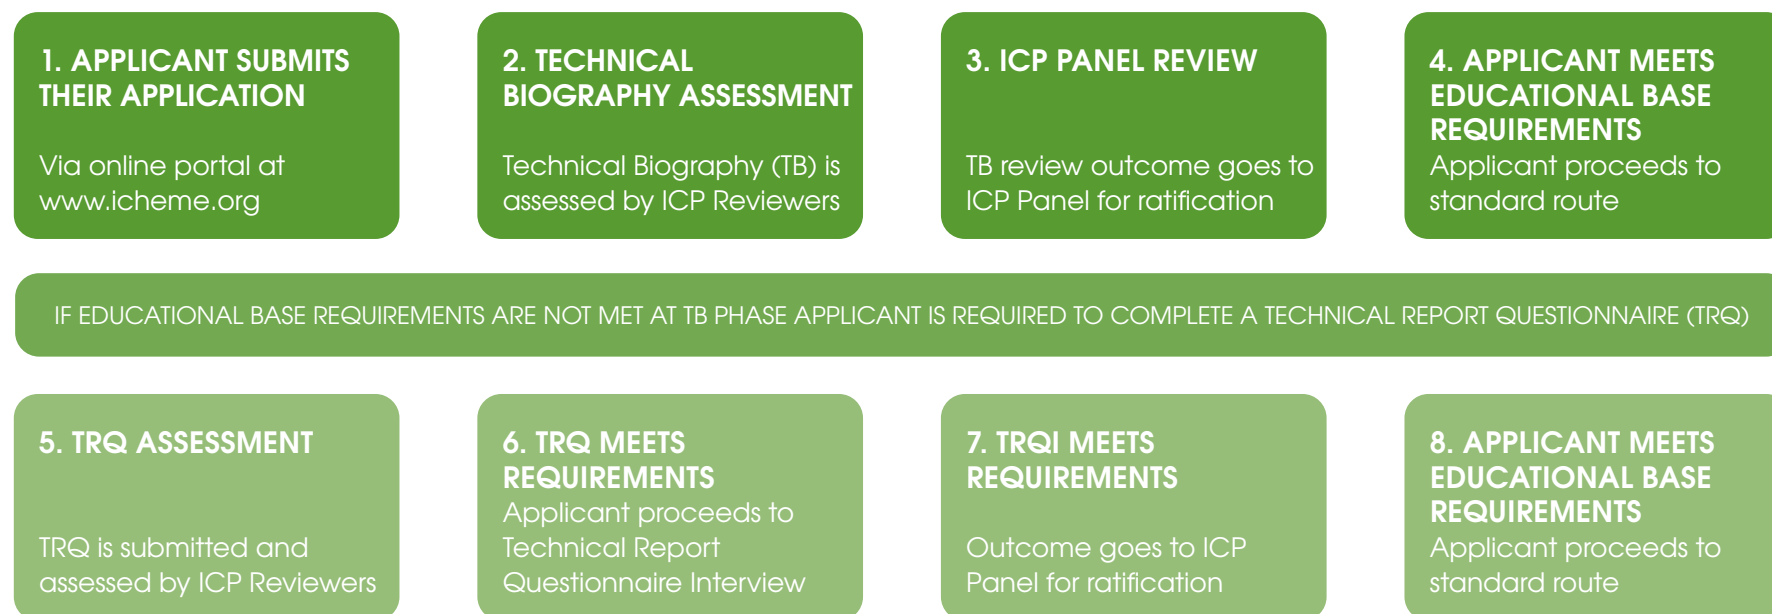 1. APPLICANT SUBMITS
THEIR APPLICATION
Via online portal at
www.icheme.org
2. TECHNICAL
BIOGRAPHY ASSESSMENT
Technical Biography (TB) is
assessed by ICP Reviewers
3. ICP PANEL REVIEW
TB review outcome goes to
ICP Panel for ratification
4. APPLICANT MEETS
EDUCATIONAL BASE
REQUIREMENTS
Applicant proceeds to
standard route
IF EDUCATIONAL BASE REQUIREMENTS ARE NOT MET AT TB PHASE APPLICANT IS REQUIRED TO COMPLETE A TECHNICAL REPORT QUESTIONNAIRE (TRQ)
5. TRQ ASSESSMENT
TRQ is submitted and
assessed by ICP Reviewers
6. TRQ MEETS
REQUIREMENTS
Applicant proceeds to
Technical Report
Questionnaire Interview
7. TRQI MEETS
REQUIREMENTS
Outcome goes to ICP
Panel for ratification
8. APPLICANT MEETS
EDUCATIONAL BASE
REQUIREMENTS
Applicant proceeds to
standard route